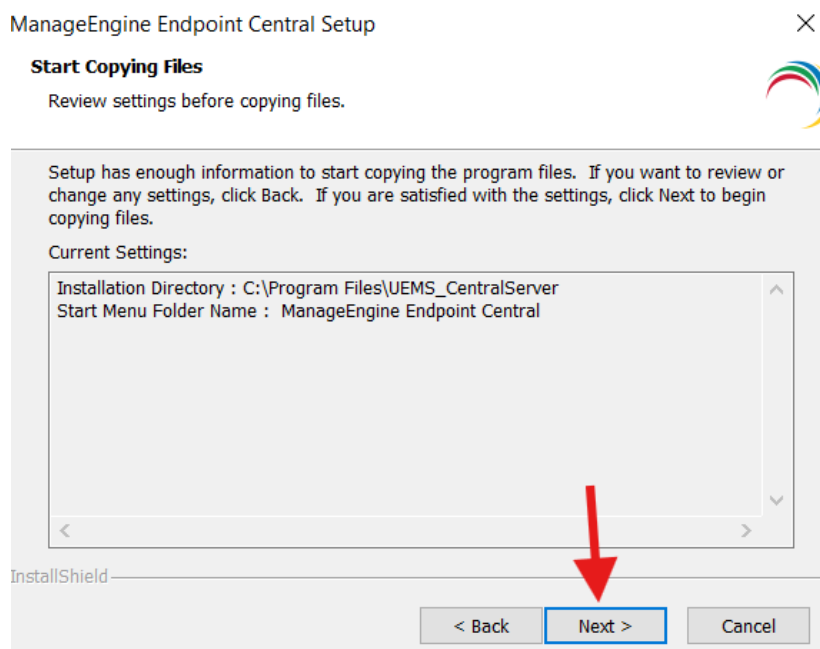 ManageEngine Endpoint Central Setup
Start Copying Files
Review settings before copying files.
Setup has enough information to start copying the program files. If you want to review or
change any settings, click Back. If you are satisfied with the settings, click Next to begin
copying files.
Current Settings:
Installation Directory : C:\Program Files\UEMS_CentralServer
Start Menu Folder Name : ManageEngine Endpoint Central
InstallShield
< Back Next > Cancel